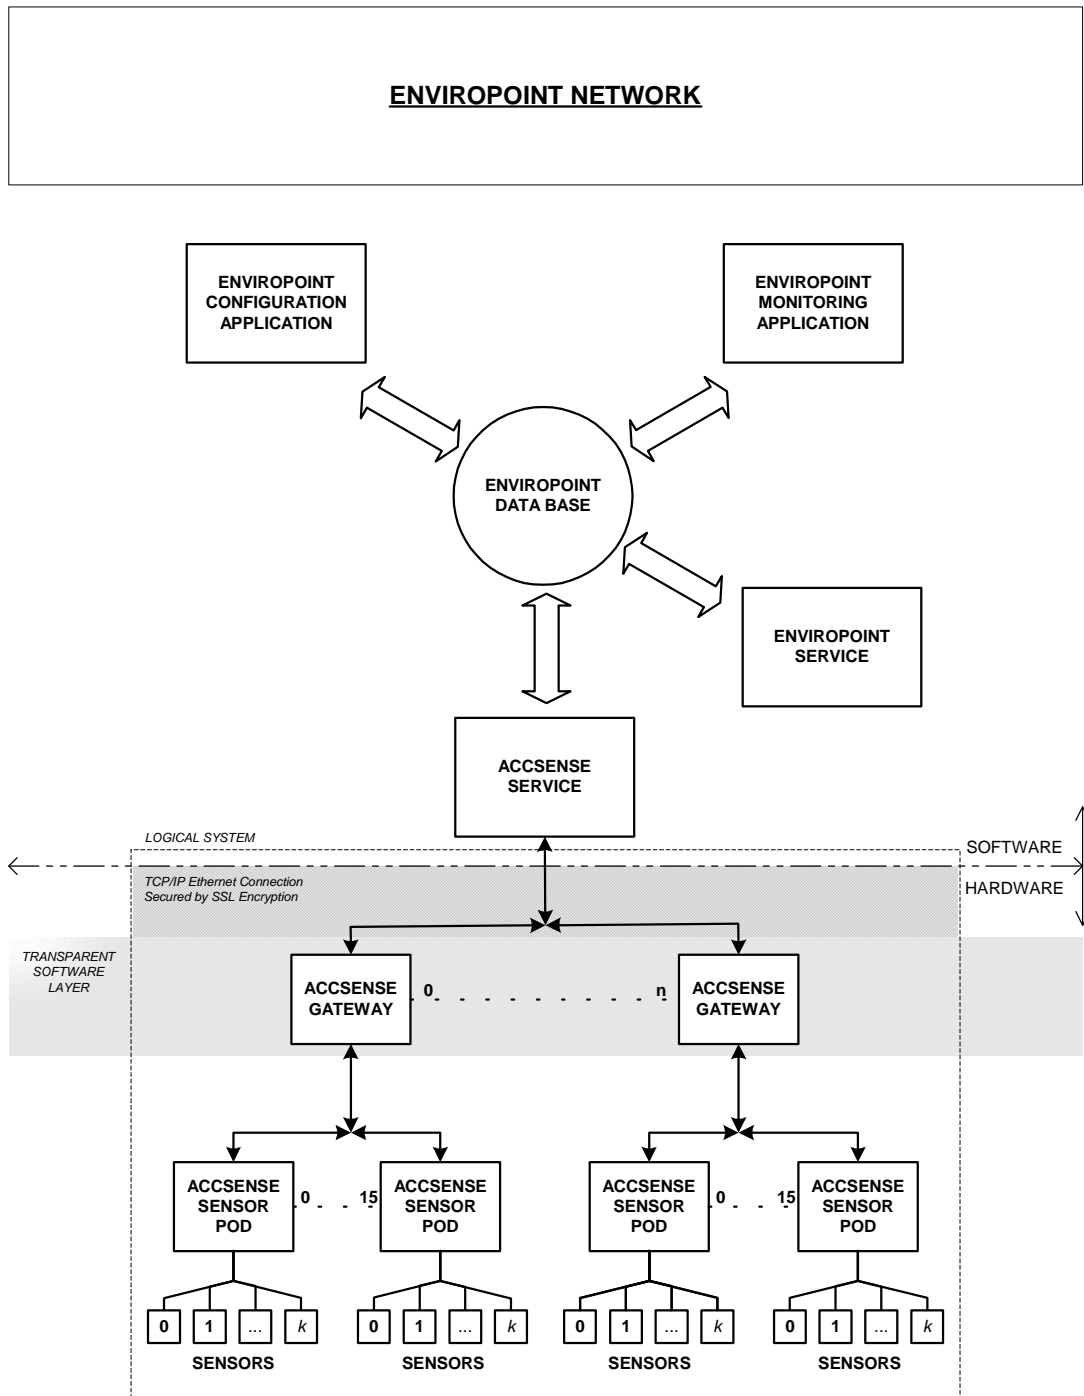 ENVIROPOINT NETWORK
ENVIROPOINT
CONFIGURATION
APPLICATION
ENVIROPOINT
MONITORING
APPLICATION
ENVIROPOINT
DATA BASE
ENVIROPOINT
SERVICE
ACCSENSE
SERVICE
LOGICAL SYSTEM
SOFTWARE
HARDWARE
TCP/IP Ethernet Connection
Secured by SSL Encryption
TRANSPARENT
SOFTWARE
LAYER
ACCSENSE
GATEWAY
0 n
ACCSENSE
GATEWAY
ACCSENSE
SENSOR
POD
0 15
ACCSENSE
SENSOR
POD
ACCSENSE
SENSOR
POD
0 15
ACCSENSE
SENSOR
POD
0 1 ... k
0 1 ... k
0 1 ... k
0 1 ... k
SENSORS
SENSORS
SENSORS
SENSORS